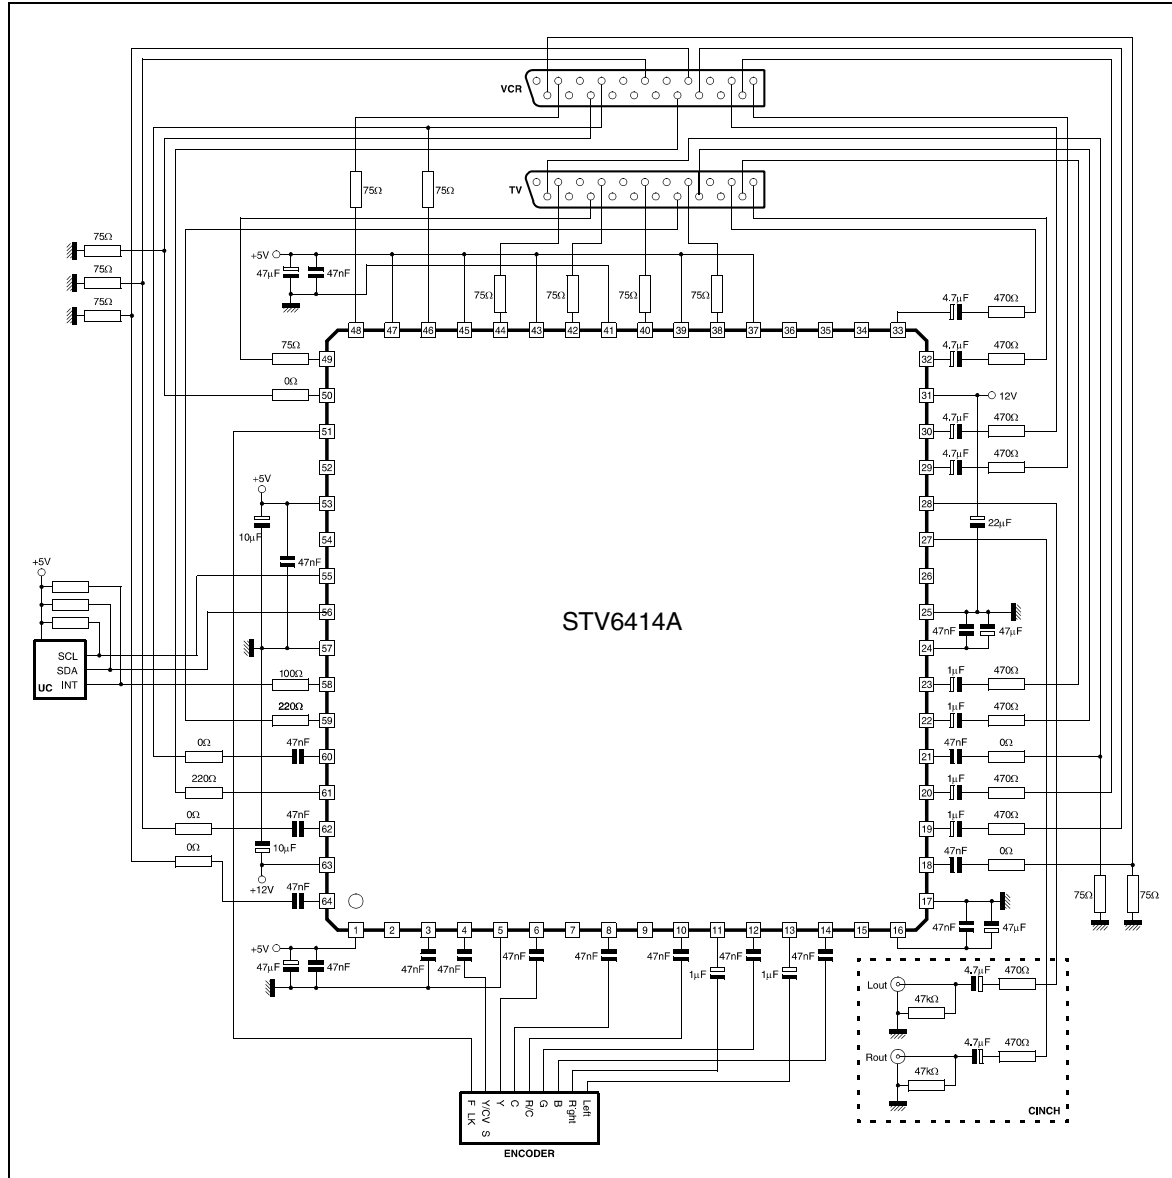 VCR
TV
75Ω 75Ω
75Ω
75Ω
75Ω
+5V 47µF 47nF 75Ω 75Ω 75Ω 75Ω
4.7µF 470Ω
48 47 46 45 44 43 42 41 40 39 38 37 36 35 34 33
75Ω 49 32 4.7µF 470Ω
0Ω 50 31 12V
51 30 4.7µF 470Ω
52 29 4.7µF 470Ω
+5V
53 28
10µF 22µF
54 27
47nF
+5V
55 26
56 25
STV6414A
47nF 47µF
57 24
SCL
SDA
INT
UC
100Ω 58 23 1µF 470Ω
220Ω 59 22 1µF 470Ω
0Ω 47nF 60 21 47nF 0Ω
220Ω 61 20 1µF 470Ω
0Ω 47nF 62 19 1µF 470Ω
0Ω 10µF 63 18 47nF 0Ω
+12V 47nF 64 17
75Ω 75Ω
1 2 3 4 5 6 7 8 9 10 11 12 13 14 15 16
47nF 47µF
+5V 47µF 47nF 47nF 47nF 47nF 47nF 47nF 1µF 47nF 1µF 47nF
Lout 4.7µF 470Ω
47kΩ
Rout 4.7µF 470Ω
47kΩ
CINCH
F LK
Y/CV S
Y
C
R/C
G
B
Right
Left
ENCODER